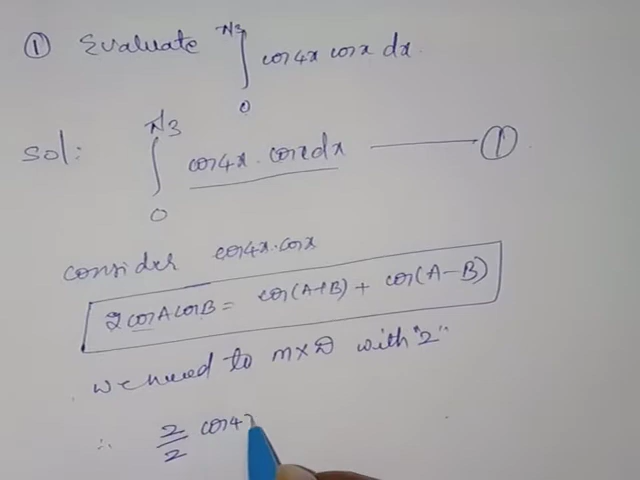 ① Evaluate ∫₀^π/3 cos4x cosx dx.
Sol: ∫₀^π/3 cos4x . cosx dx ——— ①
consider cos4x . cosx
2cosA cosB = cos(A+B) + cos(A-B)
we need to M×D with "2".
∴ 2/2 cos4